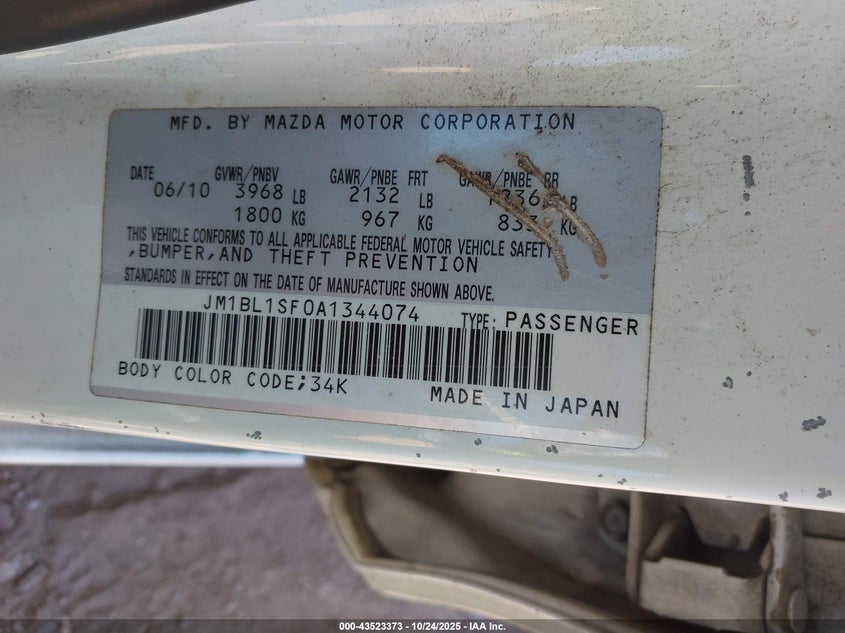 MFD. BY MAZDA MOTOR CORPORATION
DATE GVWR/PNBV GAWR/PNBE FRT GAWR/PNBE RR
06/10 3968 LB 2132 LB LB
1800 KG 967 KG KG
THIS VEHICLE CONFORMS TO ALL APPLICABLE FEDERAL MOTOR VEHICLE SAFETY
,BUMPER,AND THEFT PREVENTION
STANDARDS IN EFFECT ON THE DATE OF MANUFACTURE SHOWN ABOVE.
JM1BL1SF0A1344074 TYPE: PASSENGER
BODY COLOR CODE;34K MADE IN JAPAN
000-43523373 - 10/24/2025 - IAA Inc.